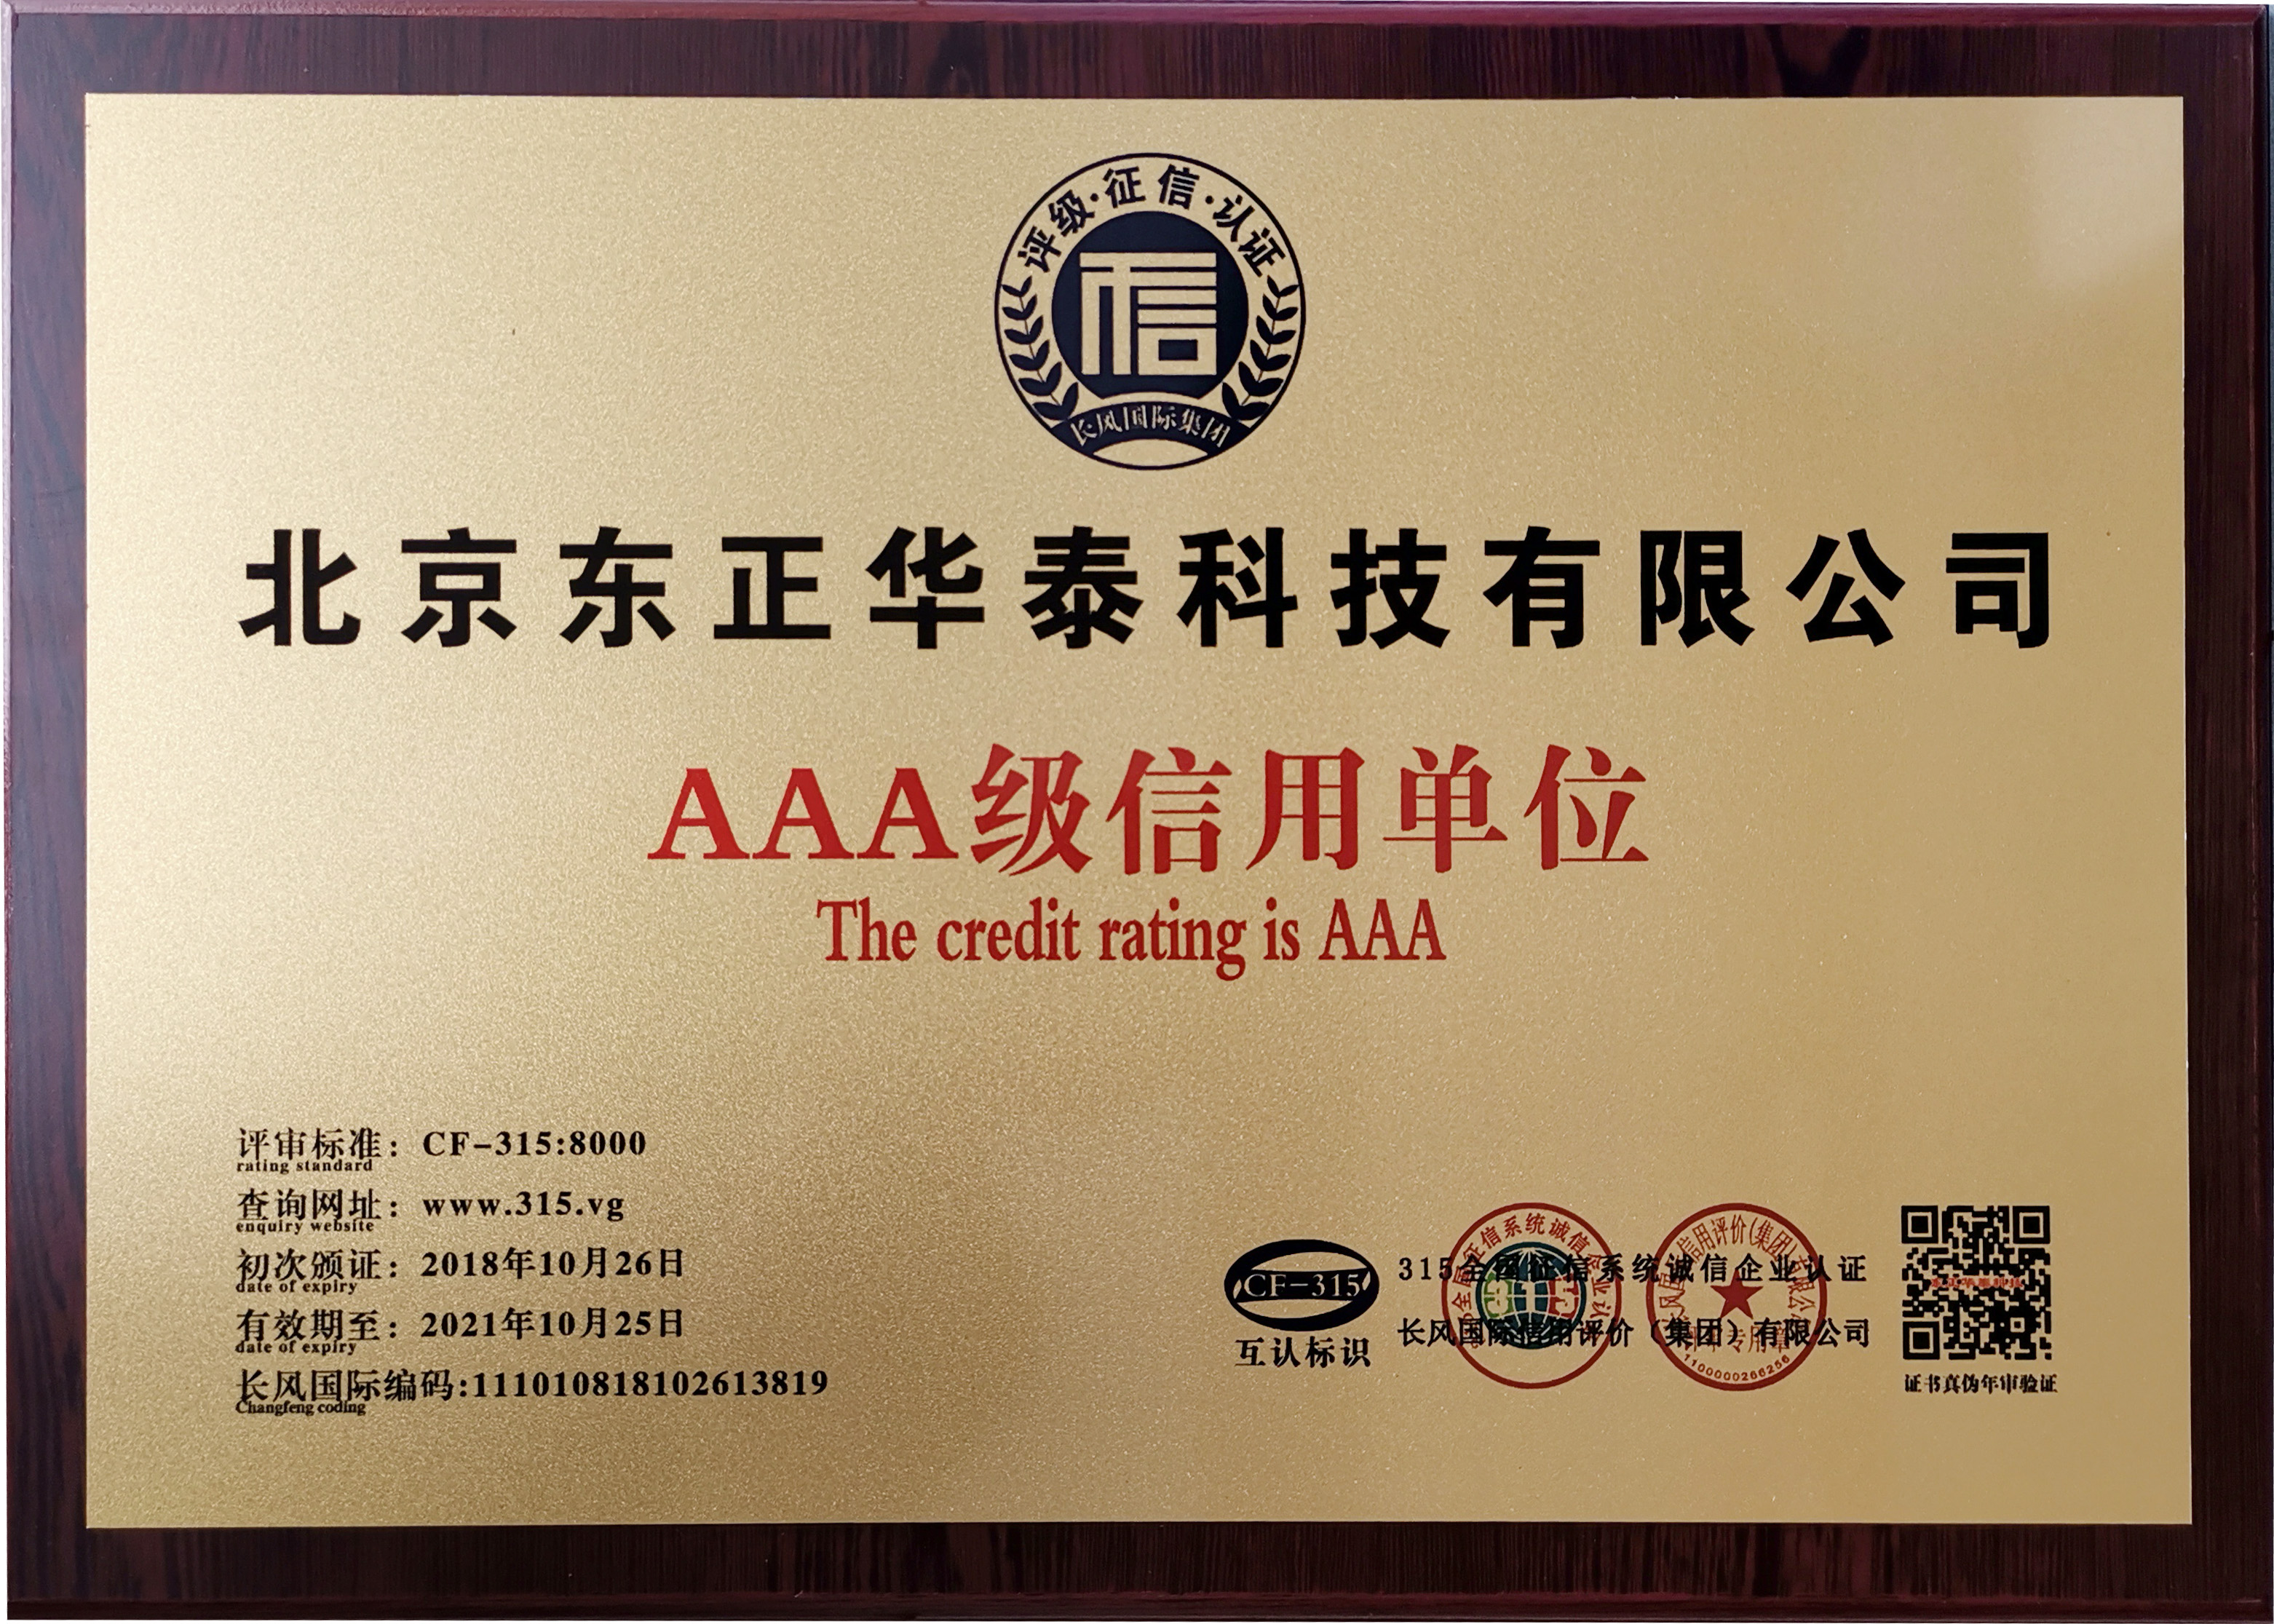 评级·征信·认证
信
长风国际集团
北京东正华泰科技有限公司
AAA级信用单位
The credit rating is AAA
评审标准：CF-315:8000
rating standard
查询网址：www.315.vg
enquiry website
初次颁证：2018年10月26日
date of expiry
有效期至：2021年10月25日
date of expiry
长风国际编码:111010818102613819
Changfeng coding
CF-315
互认标识
315全国征信系统诚信企业认证
长风国际信用评价（集团）有限公司
315
1100000266256
证书真伪年审验证